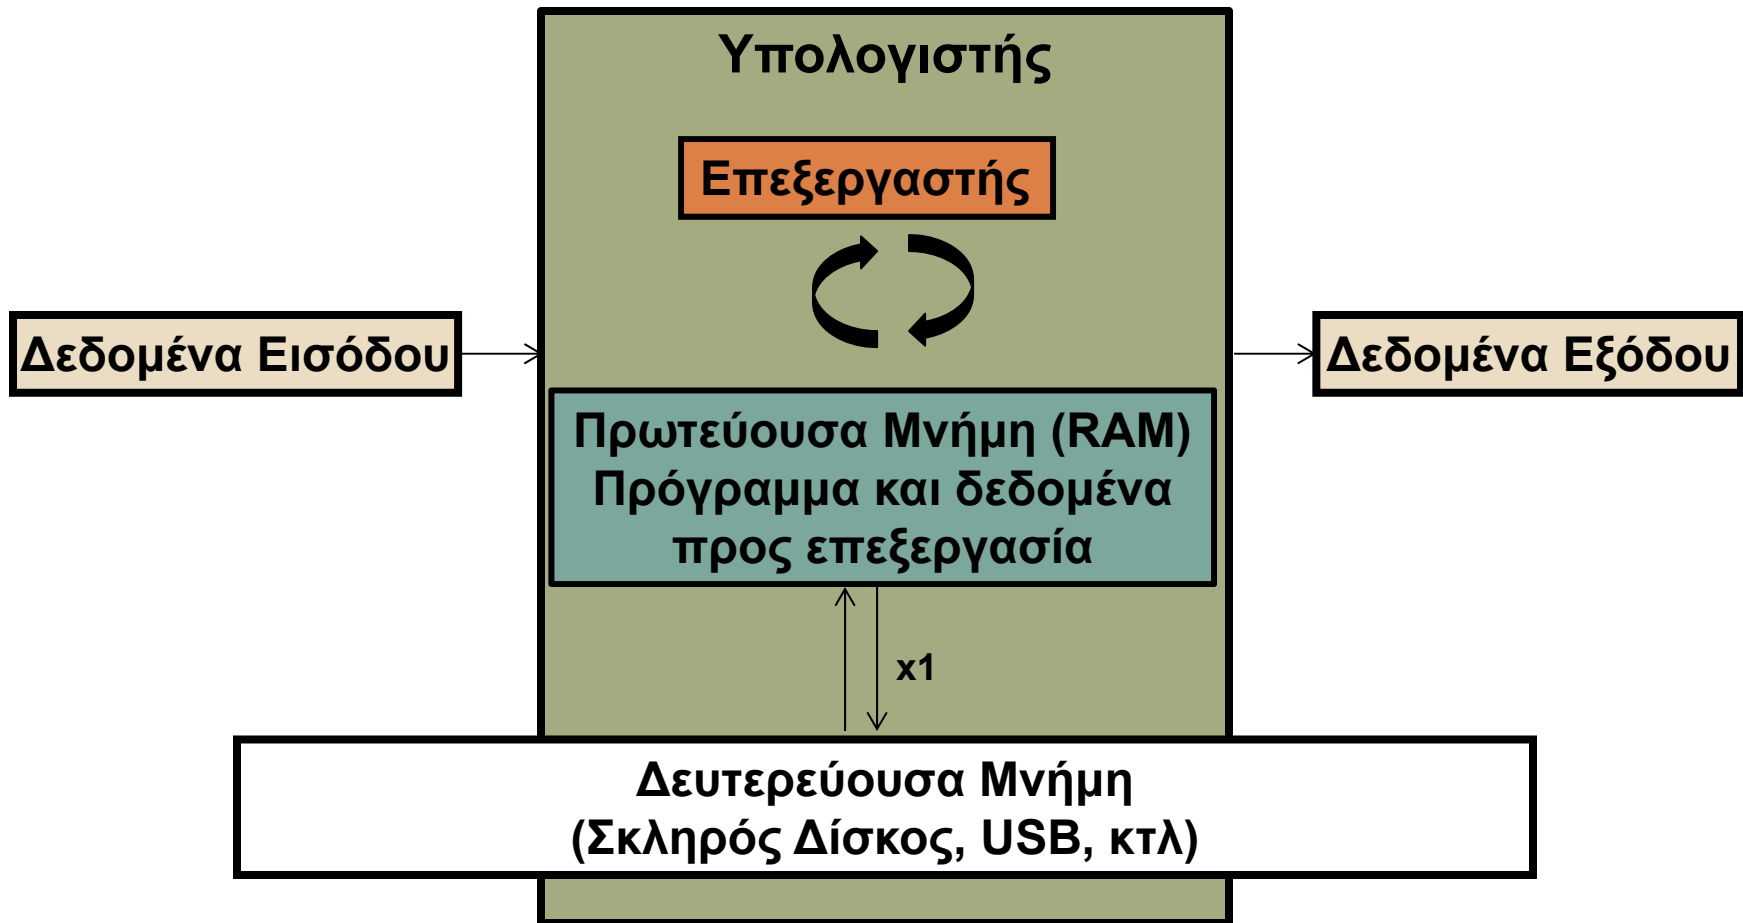 Υπολογιστής
Επεξεργαστής
Δεδομένα Εισόδου
Δεδομένα Εξόδου
Πρωτεύουσα Μνήμη (RAM)
Πρόγραμμα και δεδομένα
προς επεξεργασία
x1
Δευτερεύουσα Μνήμη
(Σκληρός Δίσκος, USB, κτλ)